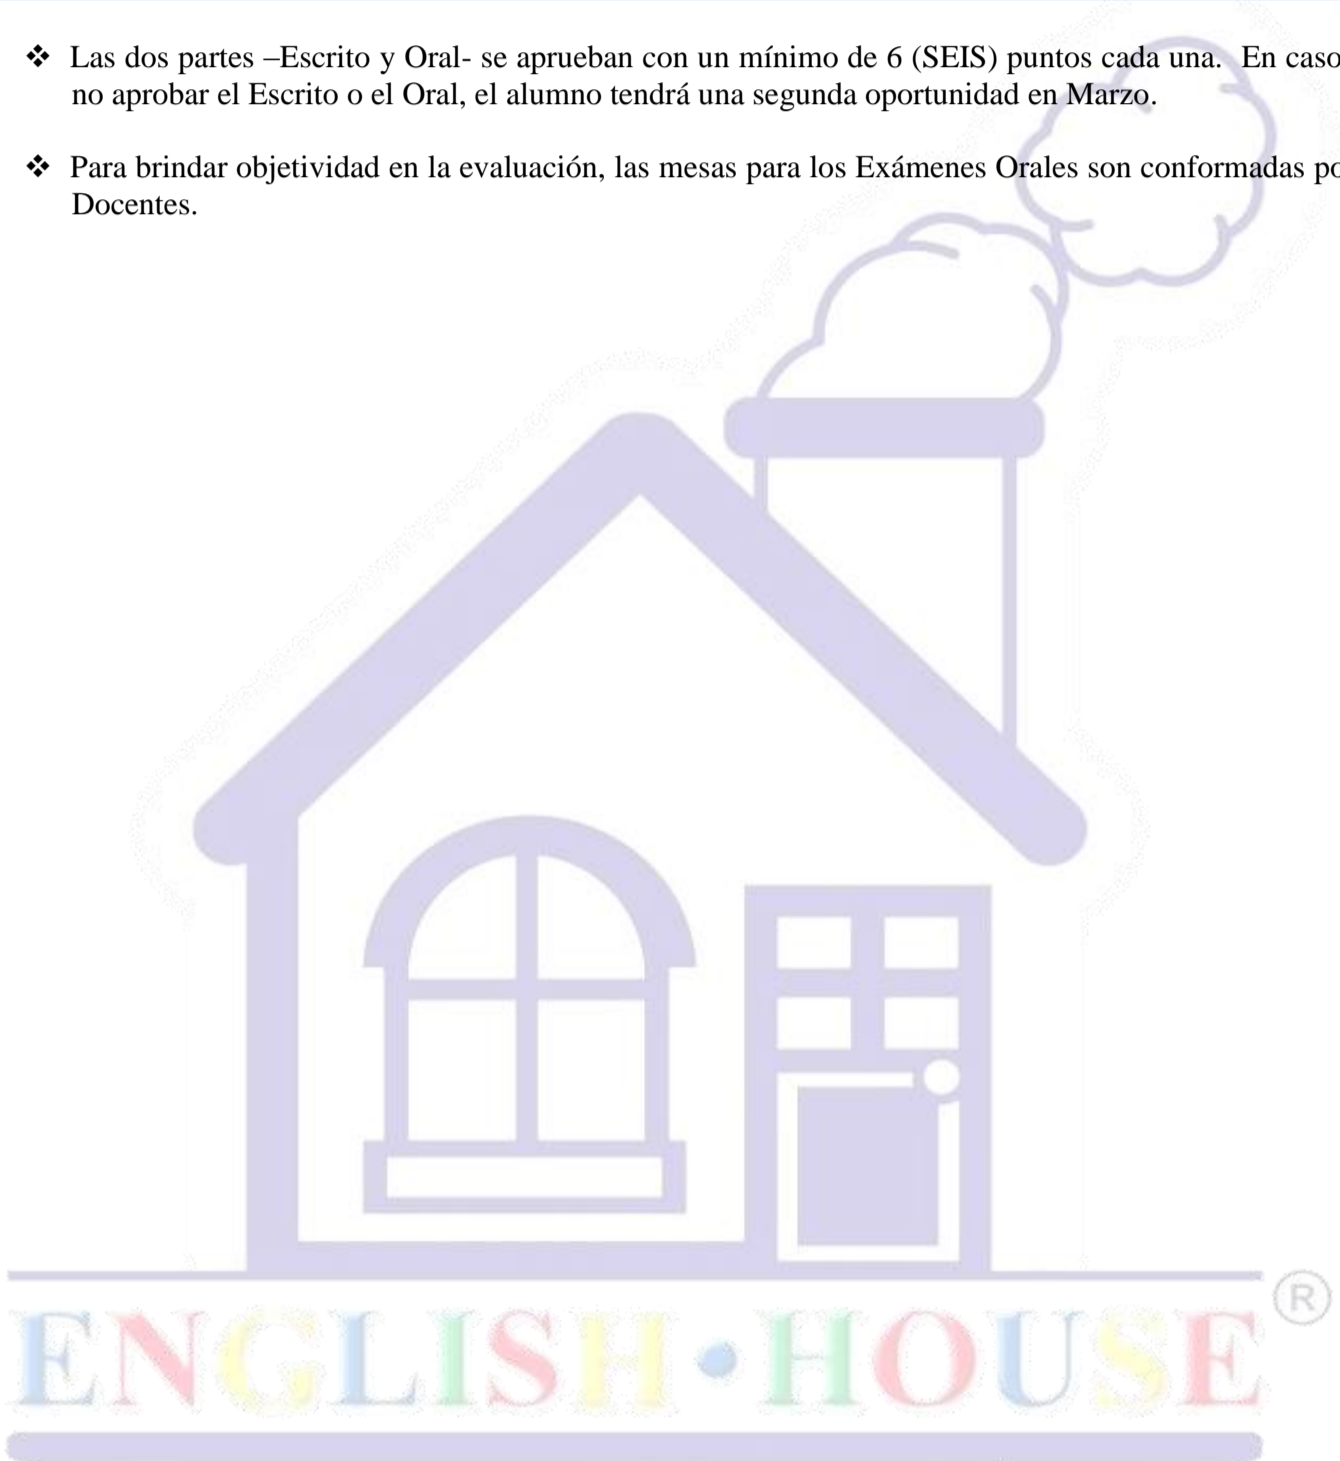 ❖ Las dos partes –Escrito y Oral- se aprueban con un mínimo de 6 (SEIS) puntos cada una. En caso
no aprobar el Escrito o el Oral, el alumno tendrá una segunda oportunidad en Marzo.
❖ Para brindar objetividad en la evaluación, las mesas para los Exámenes Orales son conformadas po
Docentes.
ENGLISH•HOUSE ®